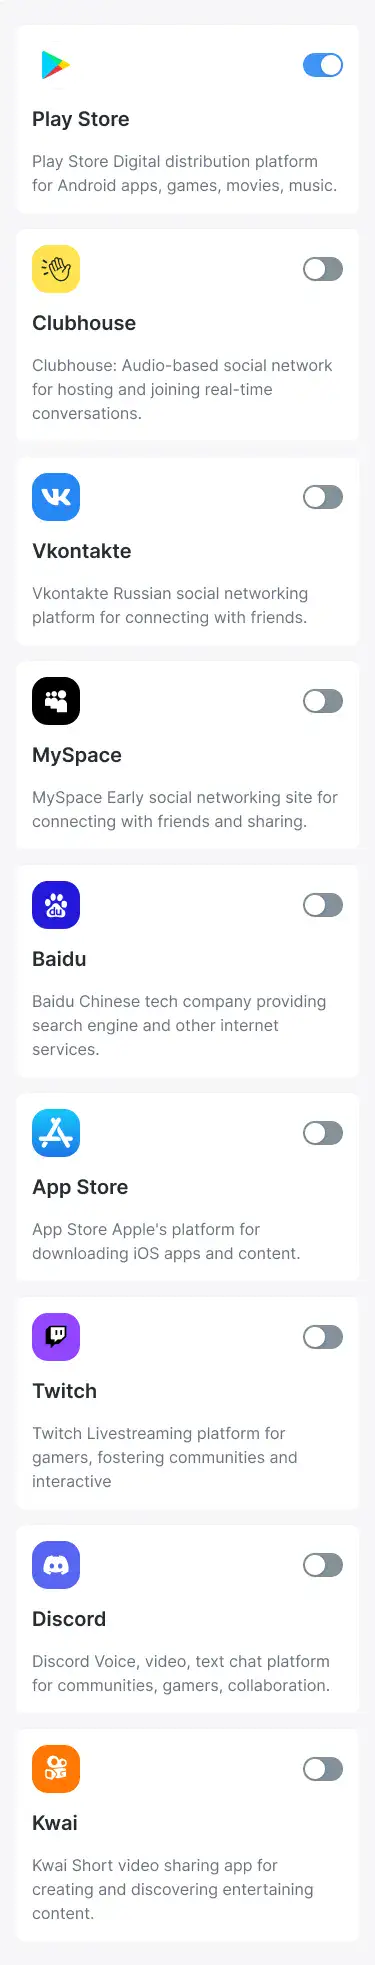 Play Store
Play Store Digital distribution platform
for Android apps, games, movies, music.
Clubhouse
Clubhouse: Audio-based social network
for hosting and joining real-time
conversations.
Vkontakte
Vkontakte Russian social networking
platform for connecting with friends.
MySpace
MySpace Early social networking site for
connecting with friends and sharing.
du
Baidu
Baidu Chinese tech company providing
search engine and other internet
services.
App Store
App Store Apple's platform for
downloading iOS apps and content.
Twitch
Twitch Livestreaming platform for
gamers, fostering communities and
interactive
Discord
Discord Voice, video, text chat platform
for communities, gamers, collaboration.
Kwai
Kwai Short video sharing app for
creating and discovering entertaining
content.